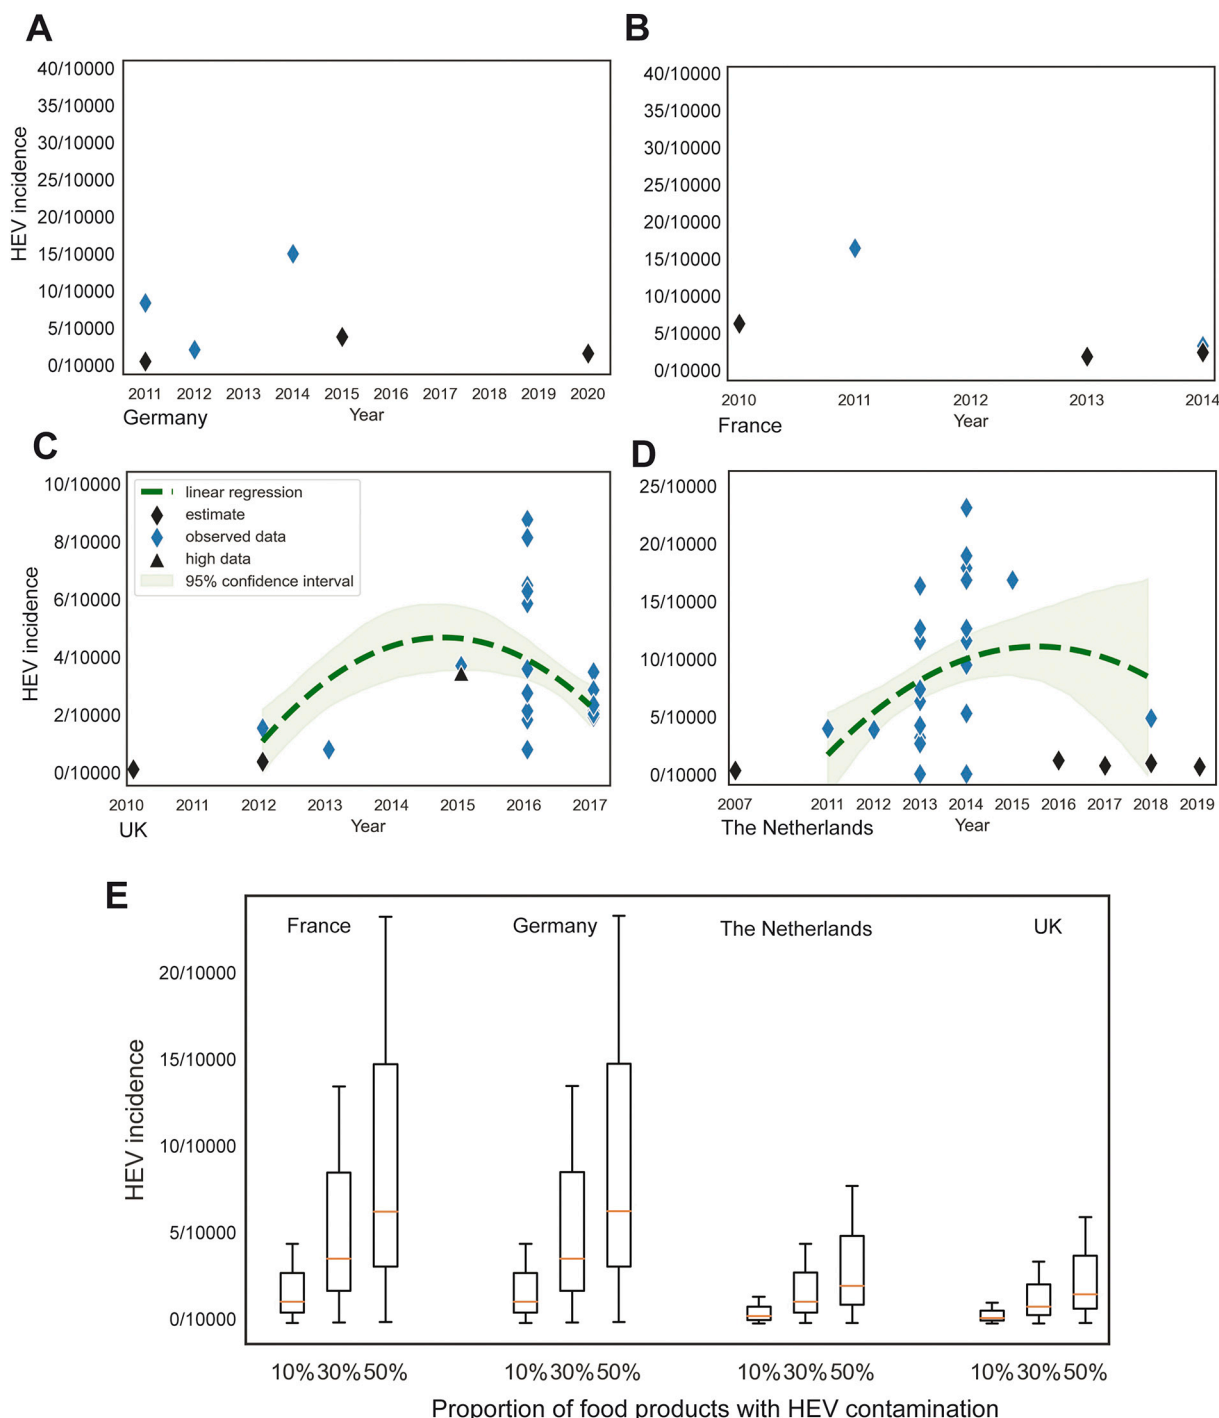 A
40/10000
35/10000
30/10000
25/10000
20/10000
15/10000
10/10000
5/10000
0/10000
HEV incidence
2011 2012 2013 2014 2015 2016 2017 2018 2019 2020
Germany
Year
B
40/10000
35/10000
30/10000
25/10000
20/10000
15/10000
10/10000
5/10000
0/10000
2010 2011 2012 2013 2014
France
Year
C
10/10000
8/10000
6/10000
4/10000
2/10000
0/10000
HEV incidence
linear regression
estimate
observed data
high data
95% confidence interval
2010 2011 2012 2013 2014 2015 2016 2017
UK
Year
D
25/10000
20/10000
15/10000
10/10000
5/10000
0/10000
2007 2011 2012 2013 2014 2015 2016 2017 2018 2019
The Netherlands
Year
E
France Germany The Netherlands UK
20/10000
15/10000
10/10000
5/10000
0/10000
HEV incidence
10%30%50% 10%30%50% 10%30%50% 10%30%50%
Proportion of food products with HEV contamination